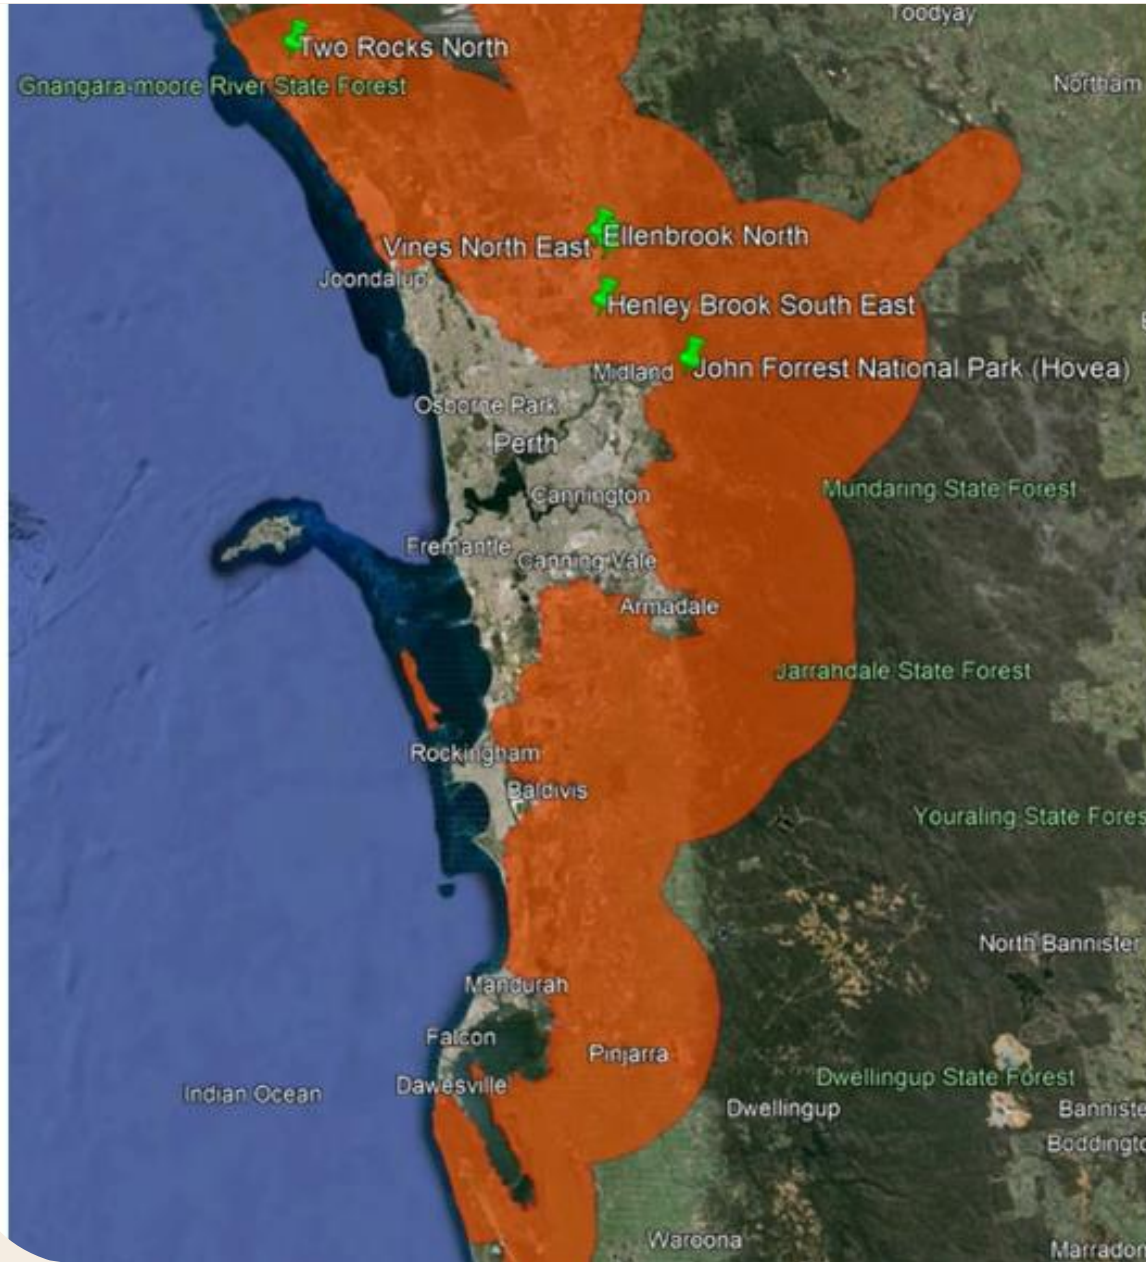 Toodyay
Two Rocks North
Gnangara-moore River State Forest
Northam
Ellenbrook North
Vines North East
Joondalup
Henley Brook South East
Midland
John Forrest National Park (Hovea)
Osborne Park
Perth
Mundaring State Forest
Cannington
Fremantle
Canning Vale
Armadale
Jarrahdale State Forest
Rockingham
Baldivis
Youraling State Fores
North Bannister
Mandurah
Falcon
Pinjarra
Dwellingup State Forest
Dawesville
Indian Ocean
Dwellingup
Banniste
Boddingto
Waroona
Marradon